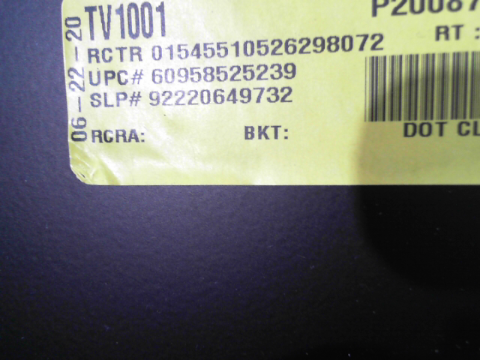 06-22-20
TV1001
P20087
RCTR 01545510526298072
RT :
UPC# 60958525239
SLP# 92220649732
RCRA:
BKT:
DOT CL